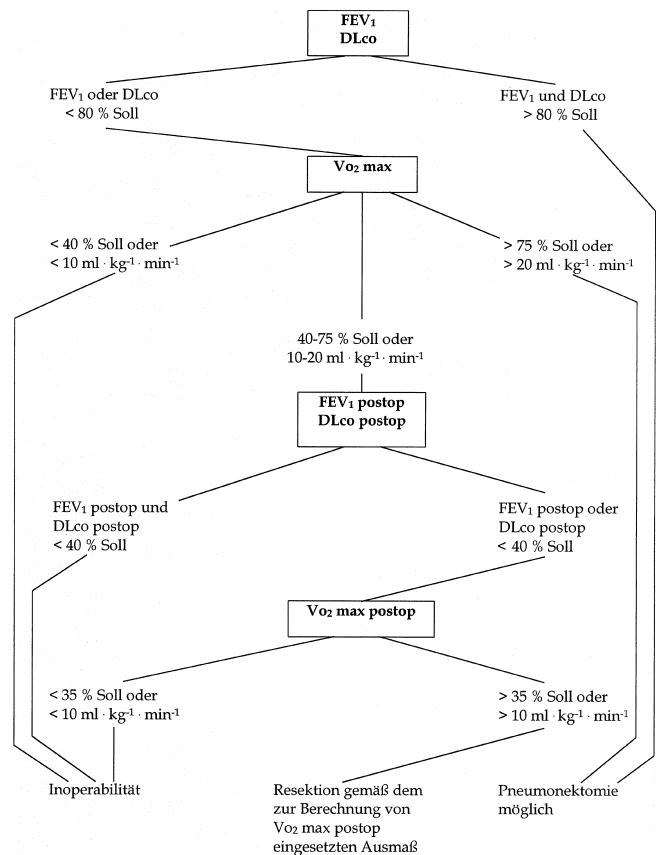 FEV₁
DLco
FEV₁ oder DLco
< 80 % Soll
FEV₁ und DLco
> 80 % Soll
Vo₂ max
< 40 % Soll oder
< 10 ml · kg⁻¹ · min⁻¹
> 75 % Soll oder
> 20 ml · kg⁻¹ · min⁻¹
40-75 % Soll oder
10-20 ml · kg⁻¹ · min⁻¹
FEV₁ postop
DLco postop
FEV₁ postop und
DLco postop
< 40 % Soll
FEV₁ postop oder
DLco postop
< 40 % Soll
Vo₂ max postop
< 35 % Soll oder
< 10 ml · kg⁻¹ · min⁻¹
> 35 % Soll oder
> 10 ml · kg⁻¹ · min⁻¹
Inoperabilität
Resektion gemäß dem
zur Berechnung von
Vo₂ max postop
eingesetzten Ausmaß
Pneumonektomie
möglich